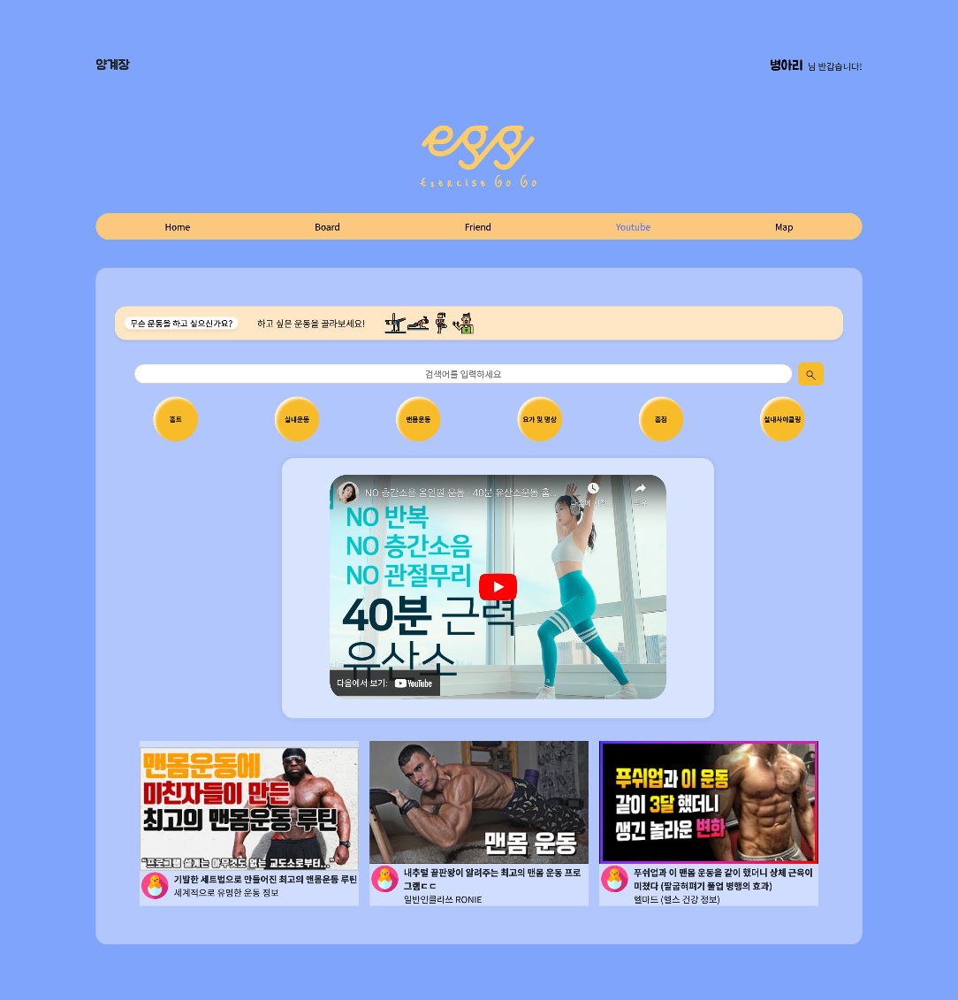 양계장
병아리 님 반갑습니다!
egg
Exercise Go Go
Home Board Friend Youtube Map
무슨 운동을 하고 싶으신가요? 하고 싶은 운동을 골라보세요!
검색어를 입력하세요
홈트 실내운동 맨몸운동 요가 및 명상 홈짐 실내사이클링
NO 층간소음 올인원 운동 - 40분 유산소운동 홈...
나중에 시청 공유
NO 반복
NO 층간소음
NO 관절무리
40분 근력
유산소
다음에서 보기: YouTube
맨몸운동에
미친자들이 만든
최고의 맨몸운동 루틴
"프로그램 설계는 아무것도 없는 교도소로부터..."
기발한 세트법으로 만들어진 최고의 맨몸운동 루틴
세계적으로 유명한 운동 정보
맨몸 운동
내추럴 끝판왕이 알려주는 최고의 맨몸 운동 프로
그램ㄷㄷ
일반인클라쓰 RONIE
푸쉬업과 이 운동
같이 3달 했더니
생긴 놀라운 변화
푸쉬업과 이 맨몸 운동을 같이 했더니 상체 근육이
미쳤다 (팔굽혀펴기 풀업 병행의 효과)
헬마드 (헬스 건강 정보)